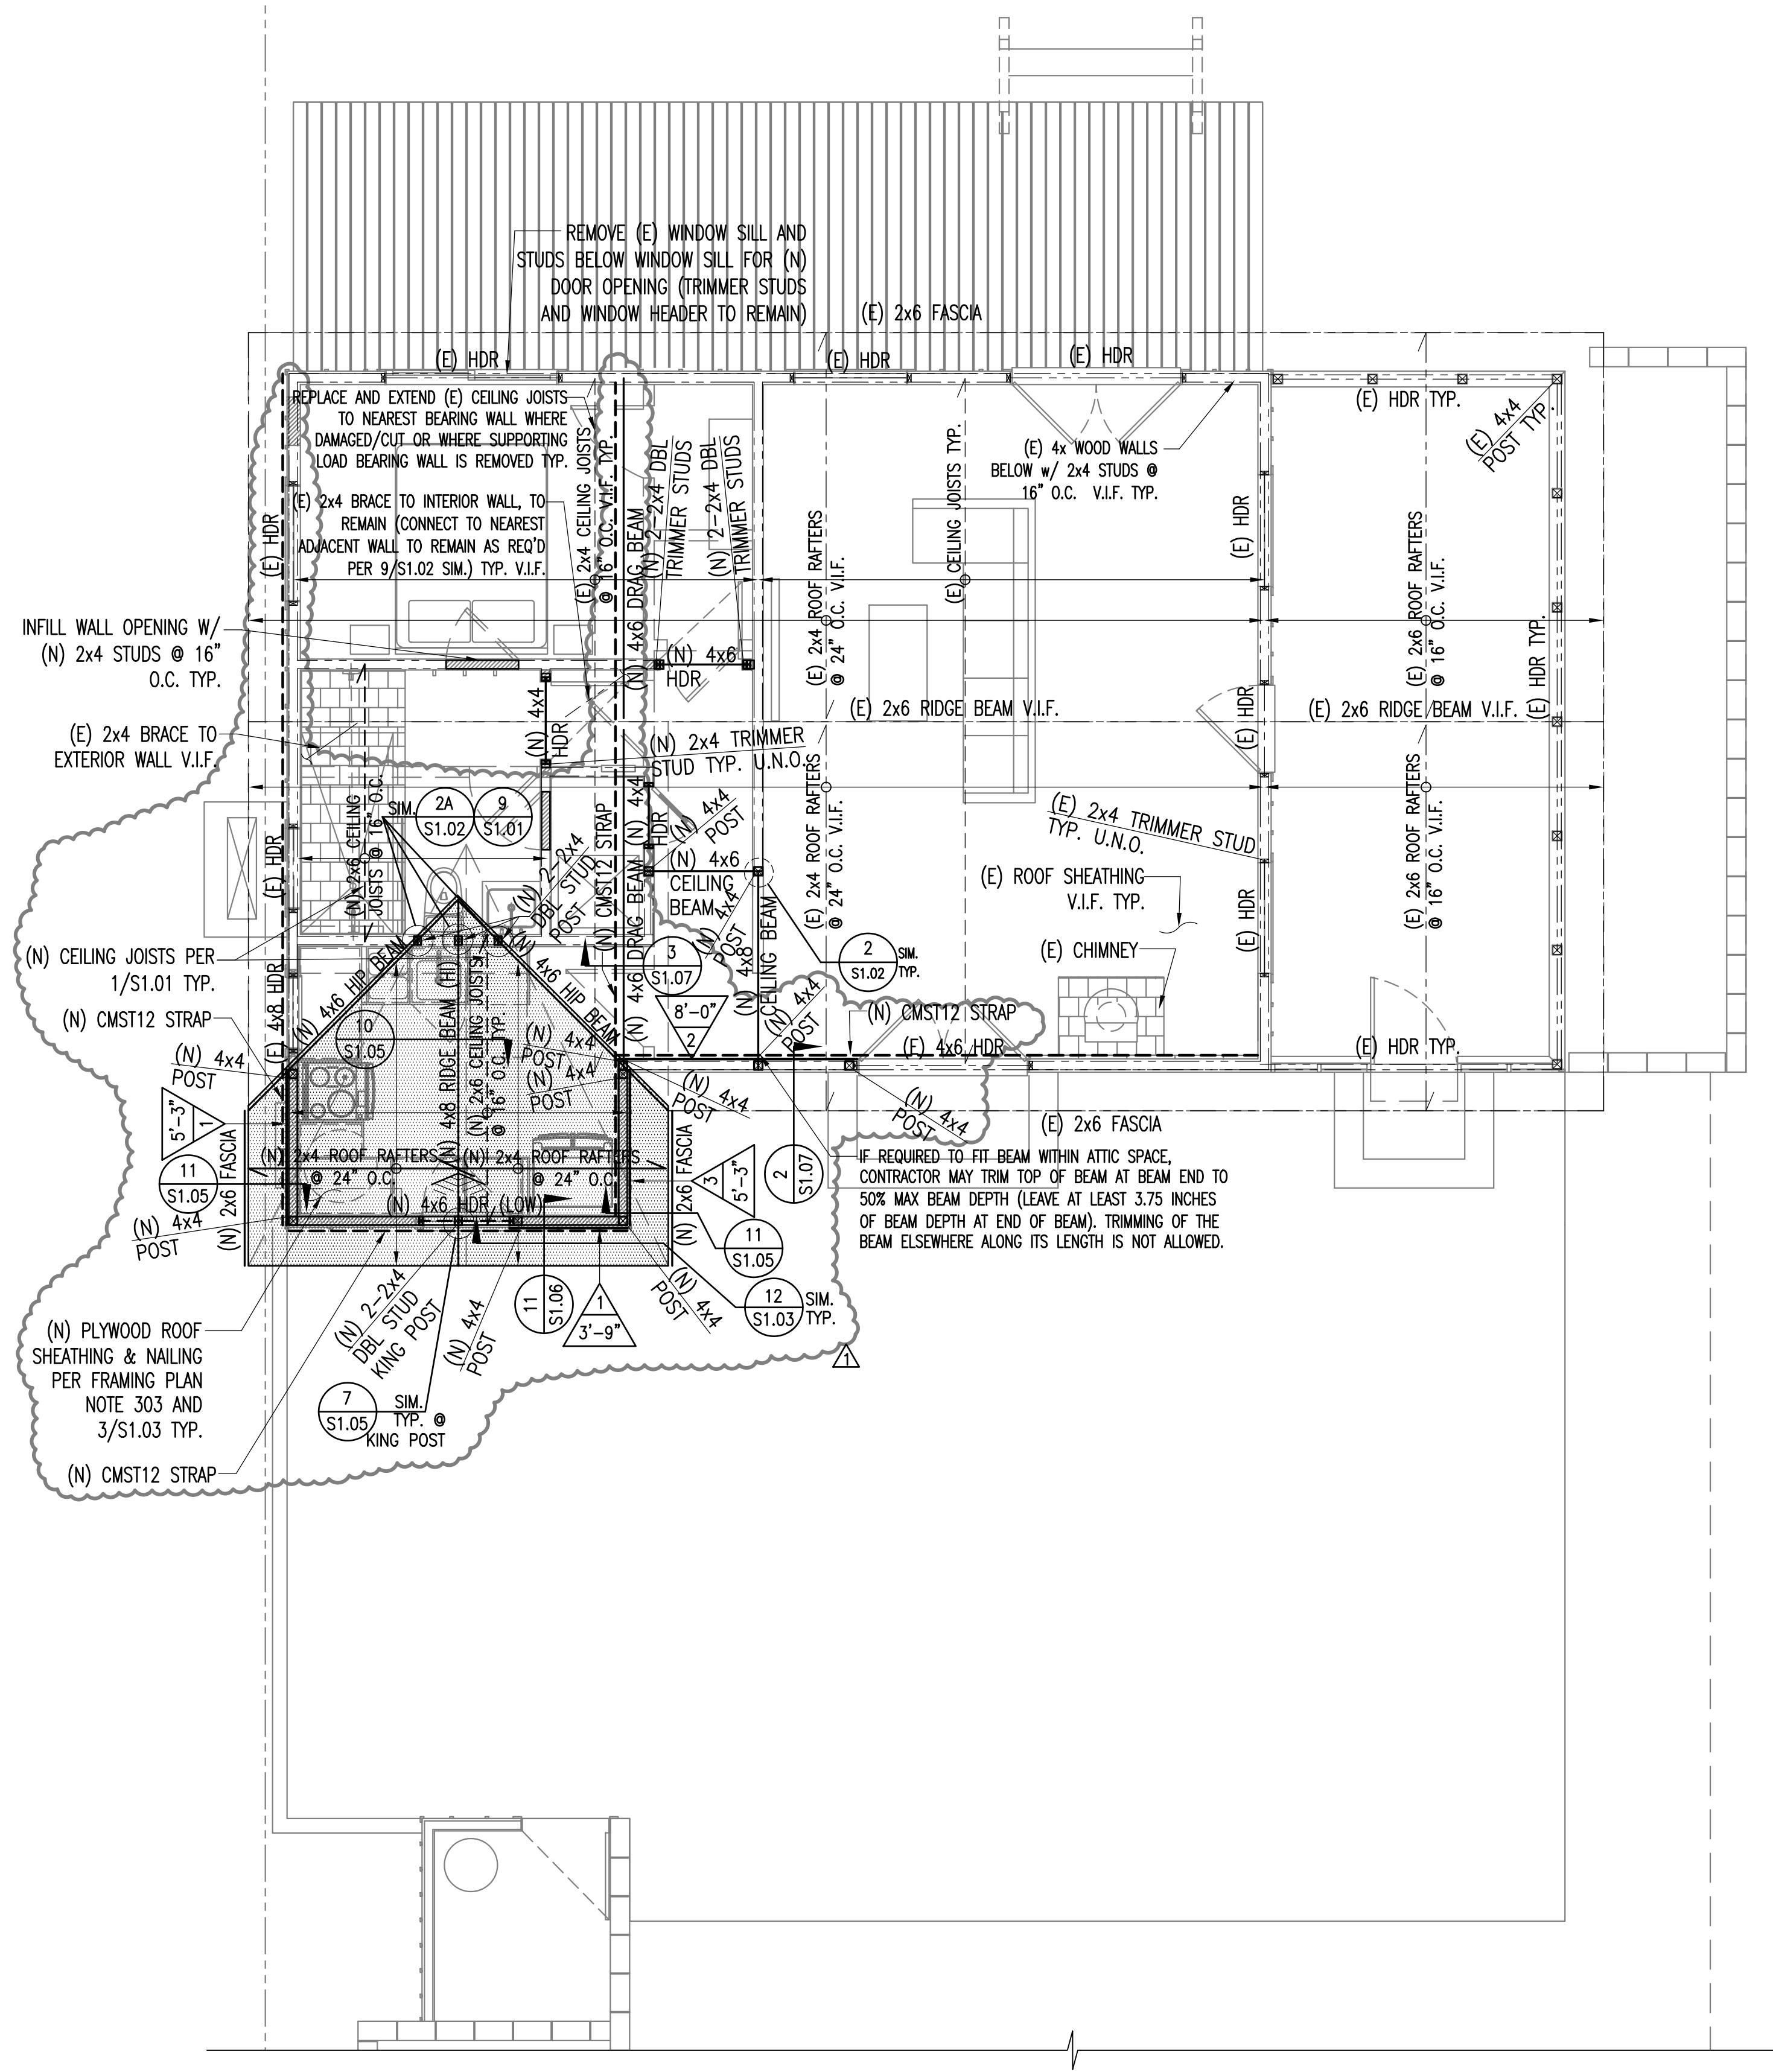 REMOVE (E) WINDOW SILL AND
STUDS BELOW WINDOW SILL FOR (N)
DOOR OPENING (TRIMMER STUDS
AND WINDOW HEADER TO REMAIN)
(E) 2x6 FASCIA
(E) HDR
(E) HDR
(E) HDR
REPLACE AND EXTEND (E) CEILING JOISTS
TO NEAREST BEARING WALL WHERE
DAMAGED/CUT OR WHERE SUPPORTING
LOAD BEARING WALL IS REMOVED TYP.
(E) 2x4 BRACE TO INTERIOR WALL, TO
REMAIN (CONNECT TO NEAREST
ADJACENT WALL TO REMAIN AS REQ'D
PER 9/S1.02 SIM.) TYP. V.I.F.
(E) HDR
(E) 2x4 CEILING JOISTS
@ 16" O.C. V.I.F. TYP.
(N) 4x6 DRAG BEAM
(N) 2-2x4 DBL
TRIMMER STUDS
(N) 2-2x4 DBL
TRIMMER STUDS
(E) 2x4 ROOF RAFTERS
@ 24" O.C. V.I.F.
(E) CEILING JOISTS TYP.
(E) 4x WOOD WALLS
BELOW w/ 2x4 STUDS @
16" O.C. V.I.F. TYP.
(E) HDR
(E) HDR TYP.
(E) 4x4
POST TYP.
(E) 2x6 ROOF RAFTERS
@ 16" O.C. V.I.F.
(E) HDR TYP.
INFILL WALL OPENING W/
(N) 2x4 STUDS @ 16"
O.C. TYP.
(E) 2x4 BRACE TO
EXTERIOR WALL V.I.F.
(N) 4x6
HDR
(N) 4x4
HDR
(E) 2x6 RIDGE BEAM V.I.F.
(E) HDR
(E) 2x6 RIDGE BEAM V.I.F.
(N) 2x4 TRIMMER
STUD TYP. U.N.O.
(N) 2x6 CEILING
JOISTS @ 16" O.C.
SIM.
2A
S1.02
9
S1.01
(N) 2-2x4
DBL STUD
POST
(N) CMST12 STRAP
(N) 4x6 DRAG BEAM
(N) 4x4
HDR
(N) 4x4
POST
(N) 4x6
CEILING
BEAM
(N) 4x4
POST
(N) 4x8
CEILING BEAM
(E) 2x4 ROOF RAFTERS
@ 24" O.C. V.I.F.
(E) 2x4 TRIMMER STUD
TYP. U.N.O.
(E) ROOF SHEATHING
V.I.F. TYP.
(E) HDR
(E) 2x6 ROOF RAFTERS
@ 16" O.C. V.I.F.
(E) HDR
2
S1.02
SIM.
TYP.
(E) CHIMNEY
3
S1.07
8'-0"
2
(N) CEILING JOISTS PER
1/S1.01 TYP.
(E) 4x8 HDR
(N) 4x6 HIP BEAM
(N) 4x8 RIDGE BEAM (HI)
(N) 2x6 CEILING JOISTS
@ 16" O.C. TYP.
(N) 4x6 HIP BEAM
(N) CMST12 STRAP
10
S1.05
(N) 4x4
POST
(N) 4x4
POST
(N) 4x4
POST
(N) 4x4
POST
(N) 4x4
POST
(N) CMST12 STRAP
(E) 4x6 HDR
(E) HDR TYP.
(N) 4x4
POST
(E) 2x6 FASCIA
5'-3"
1
11
S1.05
(N) 2x6 FASCIA
(N) 2x4 ROOF RAFTERS
@ 24" O.C.
(N) 2x4 ROOF RAFTERS
@ 24" O.C.
(N) 4x6 HDR (LOW)
(N) 2x6 FASCIA
3
5'-3"
2
S1.07
IF REQUIRED TO FIT BEAM WITHIN ATTIC SPACE,
CONTRACTOR MAY TRIM TOP OF BEAM AT BEAM END TO
50% MAX BEAM DEPTH (LEAVE AT LEAST 3.75 INCHES
OF BEAM DEPTH AT END OF BEAM). TRIMMING OF THE
BEAM ELSEWHERE ALONG ITS LENGTH IS NOT ALLOWED.
(N) 4x4
POST
11
S1.05
(N) 2-2x4
DBL STUD
KING POST
(N) 4x4
POST
11
S1.06
1
3'-9"
(N) 4x4
POST
12
S1.03
SIM.
TYP.
1
(N) PLYWOOD ROOF
SHEATHING & NAILING
PER FRAMING PLAN
NOTE 303 AND
3/S1.03 TYP.
7
S1.05
SIM.
TYP. @
KING POST
(N) CMST12 STRAP